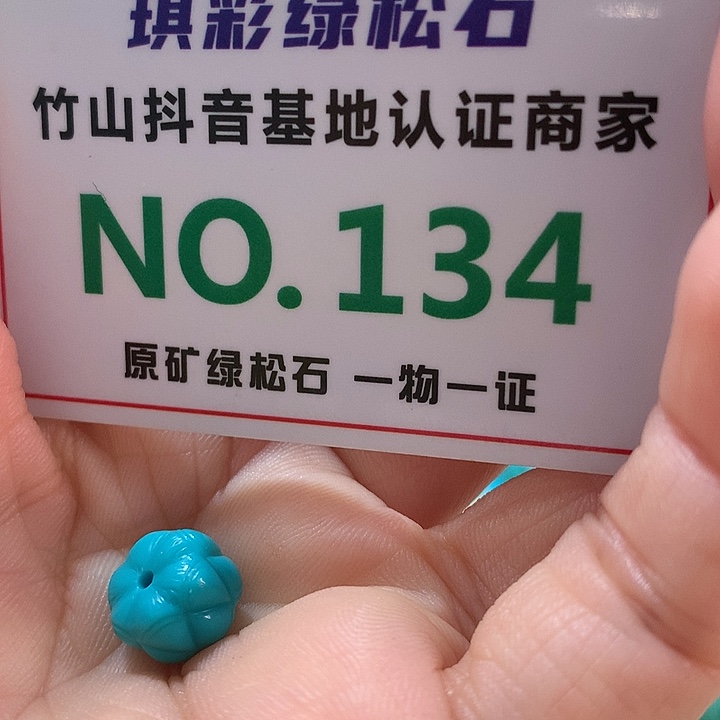 琪彩绿松石
竹山抖音基地认证商家
NO.134
原矿绿松石 一物一证